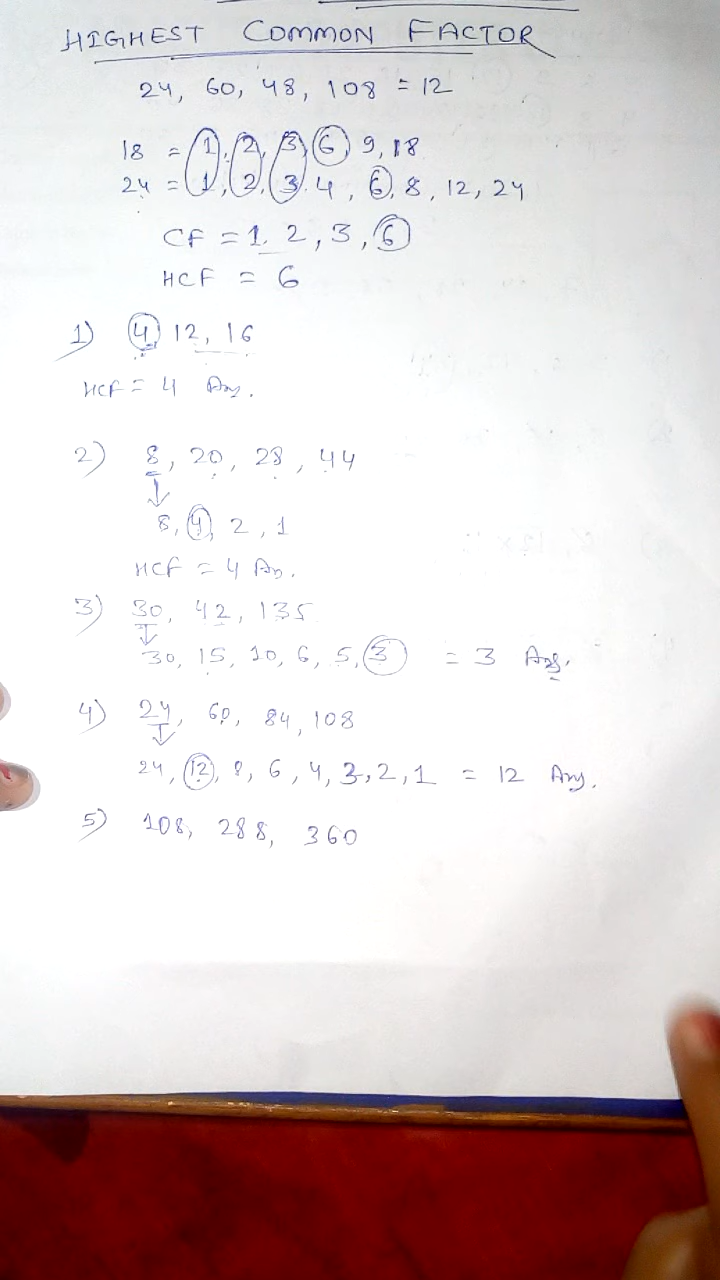 HIGHEST COMMON FACTOR
24, 60, 48, 108 = 12
18 = 1, 2, 3, 6, 9, 18
24 = 1, 2, 3, 4, 6, 8, 12, 24
CF = 1, 2, 3, 6
HCF = 6
1) 4, 12, 16
HCF = 4 Ans.
2) 8, 20, 28, 44
8, 4, 2, 1
HCF = 4 Ans.
3) 30, 42, 135
30, 15, 10, 6, 5, 3 = 3 Ans.
4) 24, 60, 84, 108
24, 12, 8, 6, 4, 3, 2, 1 = 12 Ans.
5) 108, 288, 360